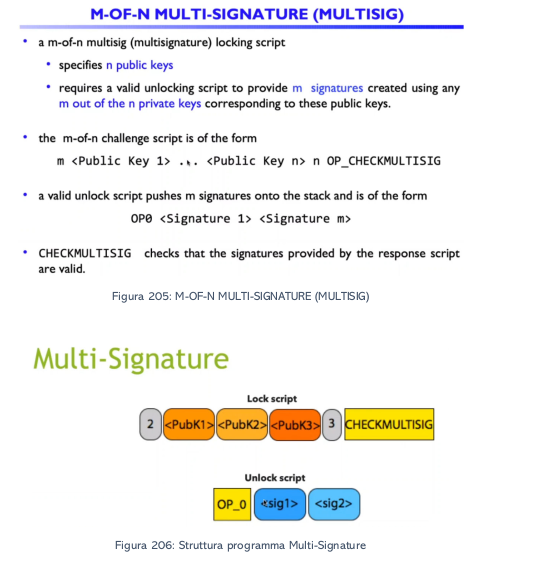 M-OF-N MULTI-SIGNATURE (MULTISIG)
• a m-of-n multisig (multisignature) locking script
• specifies n public keys
• requires a valid unlocking script to provide m signatures created using any
m out of the n private keys corresponding to these public keys.
• the m-of-n challenge script is of the form
m <Public Key 1> ... <Public Key n> n OP_CHECKMULTISIG
• a valid unlock script pushes m signatures onto the stack and is of the form
OP0 <Signature 1> <Signature m>
• CHECKMULTISIG checks that the signatures provided by the response script
are valid.
Figura 205: M-OF-N MULTI-SIGNATURE (MULTISIG)
Multi-Signature
Lock script
2 <PubK1> <PubK2> <PubK3> 3 CHECKMULTISIG
Unlock script
OP_0 <sig1> <sig2>
Figura 206: Struttura programma Multi-Signature